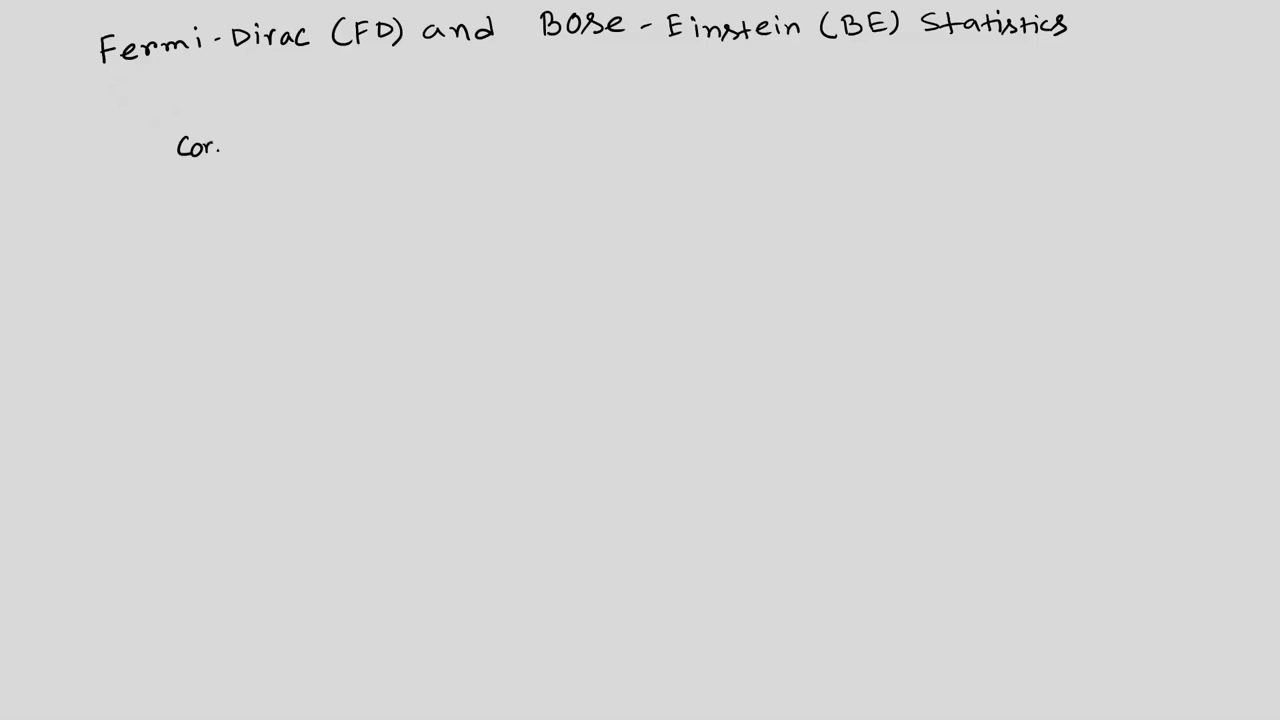 Fermi-Dirac (FD) and Bose-Einstein (BE) Statistics
Cor.